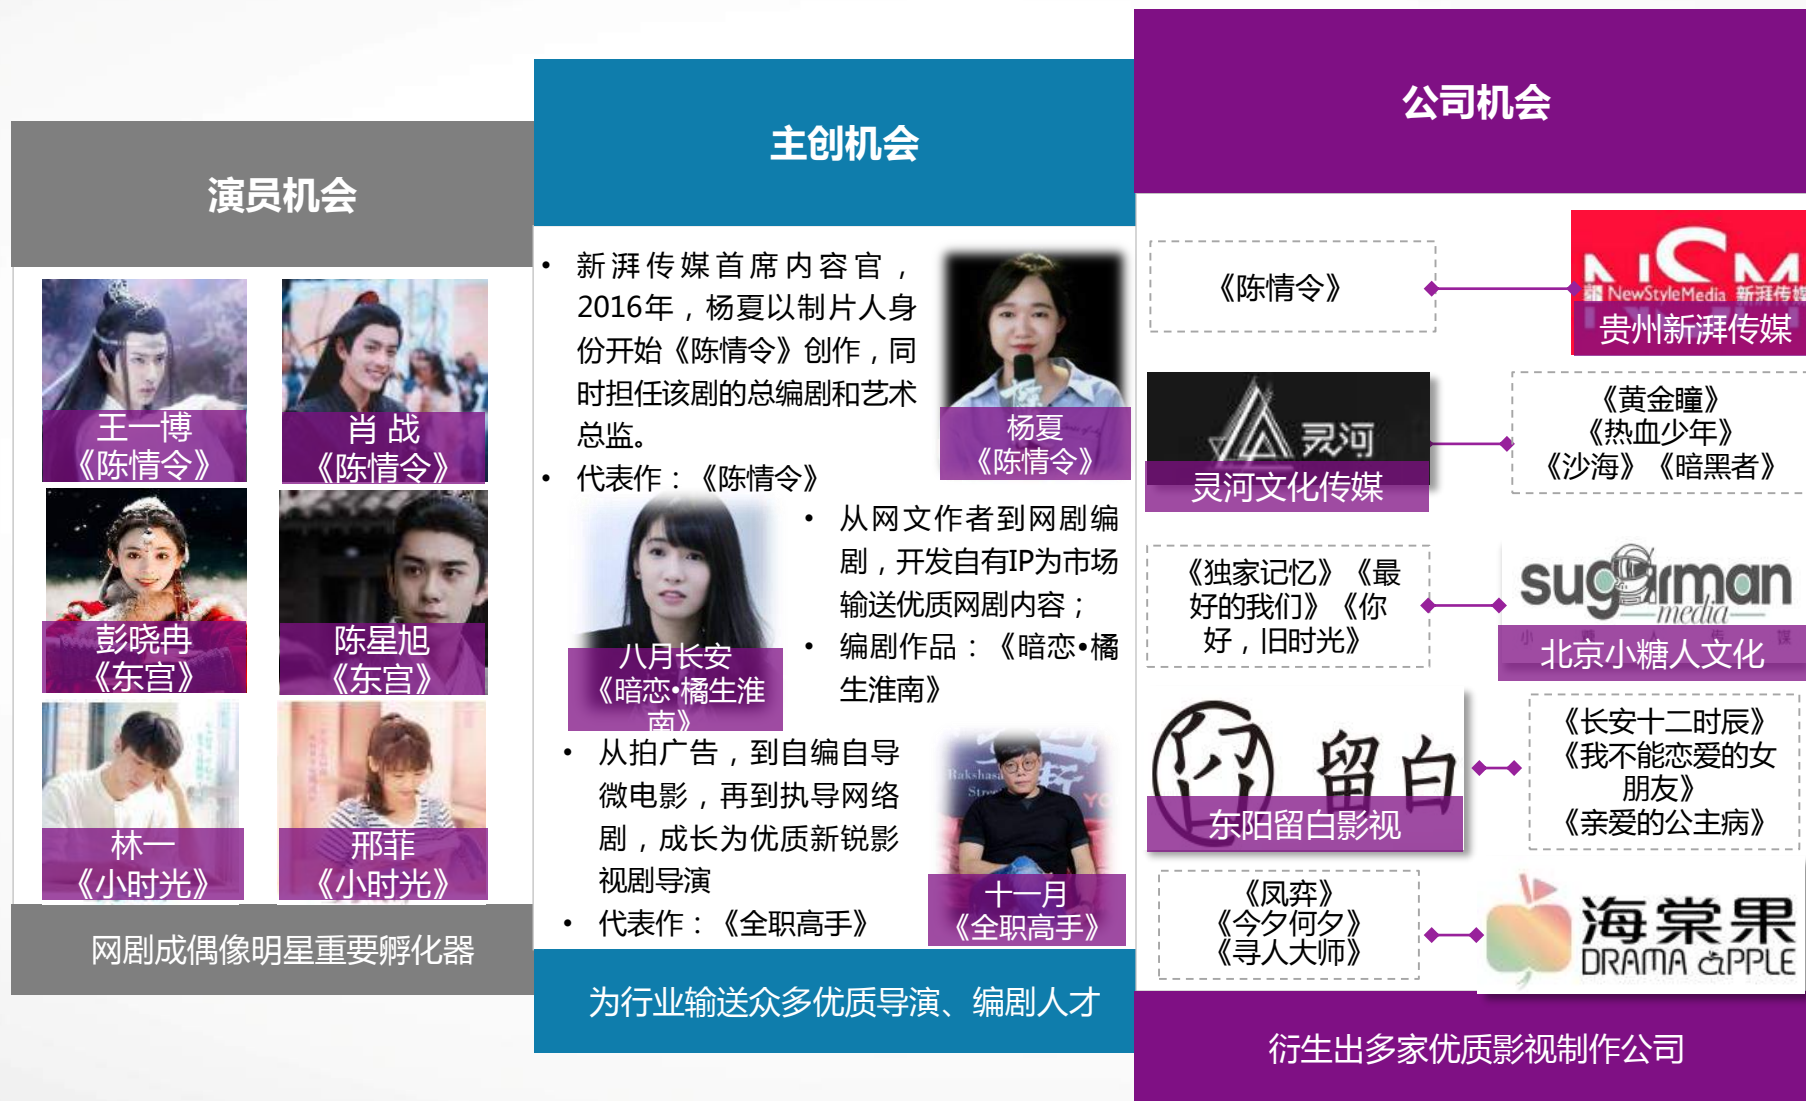 演员机会
王一博
《陈情令》
肖 战
《陈情令》
彭晓冉
《东宫》
陈星旭
《东宫》
林一
《小时光》
邢菲
《小时光》
网剧成偶像明星重要孵化器
主创机会
• 新湃传媒首席内容官，
2016年，杨夏以制片人身
份开始《陈情令》创作，同
时担任该剧的总编剧和艺术
总监。
• 代表作：《陈情令》
杨夏
《陈情令》
八月长安
《暗恋•橘生淮
南》
• 从网文作者到网剧编
剧，开发自有IP为市场
输送优质网剧内容；
• 编剧作品：《暗恋•橘
生淮南》
• 从拍广告，到自编自导
微电影，再到执导网络
剧，成长为优质新锐影
视剧导演
• 代表作：《全职高手》
Rakshasa
Stre
YO
十一月
《全职高手》
为行业输送众多优质导演、编剧人才
公司机会
《陈情令》
NSM
NewStyleMedia 新湃传媒
贵州新湃传媒
灵河
灵河文化传媒
《黄金瞳》
《热血少年》
《沙海》《暗黑者》
《独家记忆》《最
好的我们》《你
好，旧时光》
sugarman
media
小糖人传媒
北京小糖人文化
留白
东阳留白影视
《长安十二时辰》
《我不能恋爱的女
朋友》
《亲爱的公主病》
《凤弈》
《今夕何夕》
《寻人大师》
海棠果
DRAMA APPLE
衍生出多家优质影视制作公司